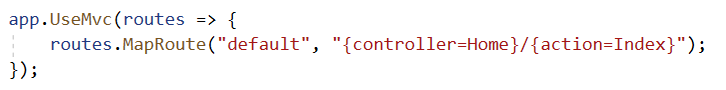 app.UseMvc(routes => {
    routes.MapRoute("default", "{controller=Home}/{action=Index}");
});